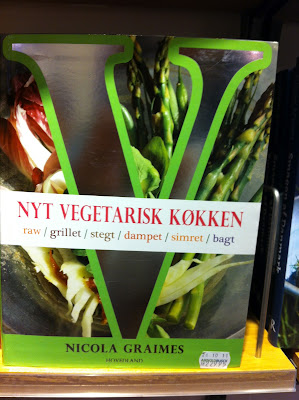 V
NYT VEGETARISK KØKKEN
raw / grillet / stegt / dampet / simret / bagt
NICOLA GRAIMES